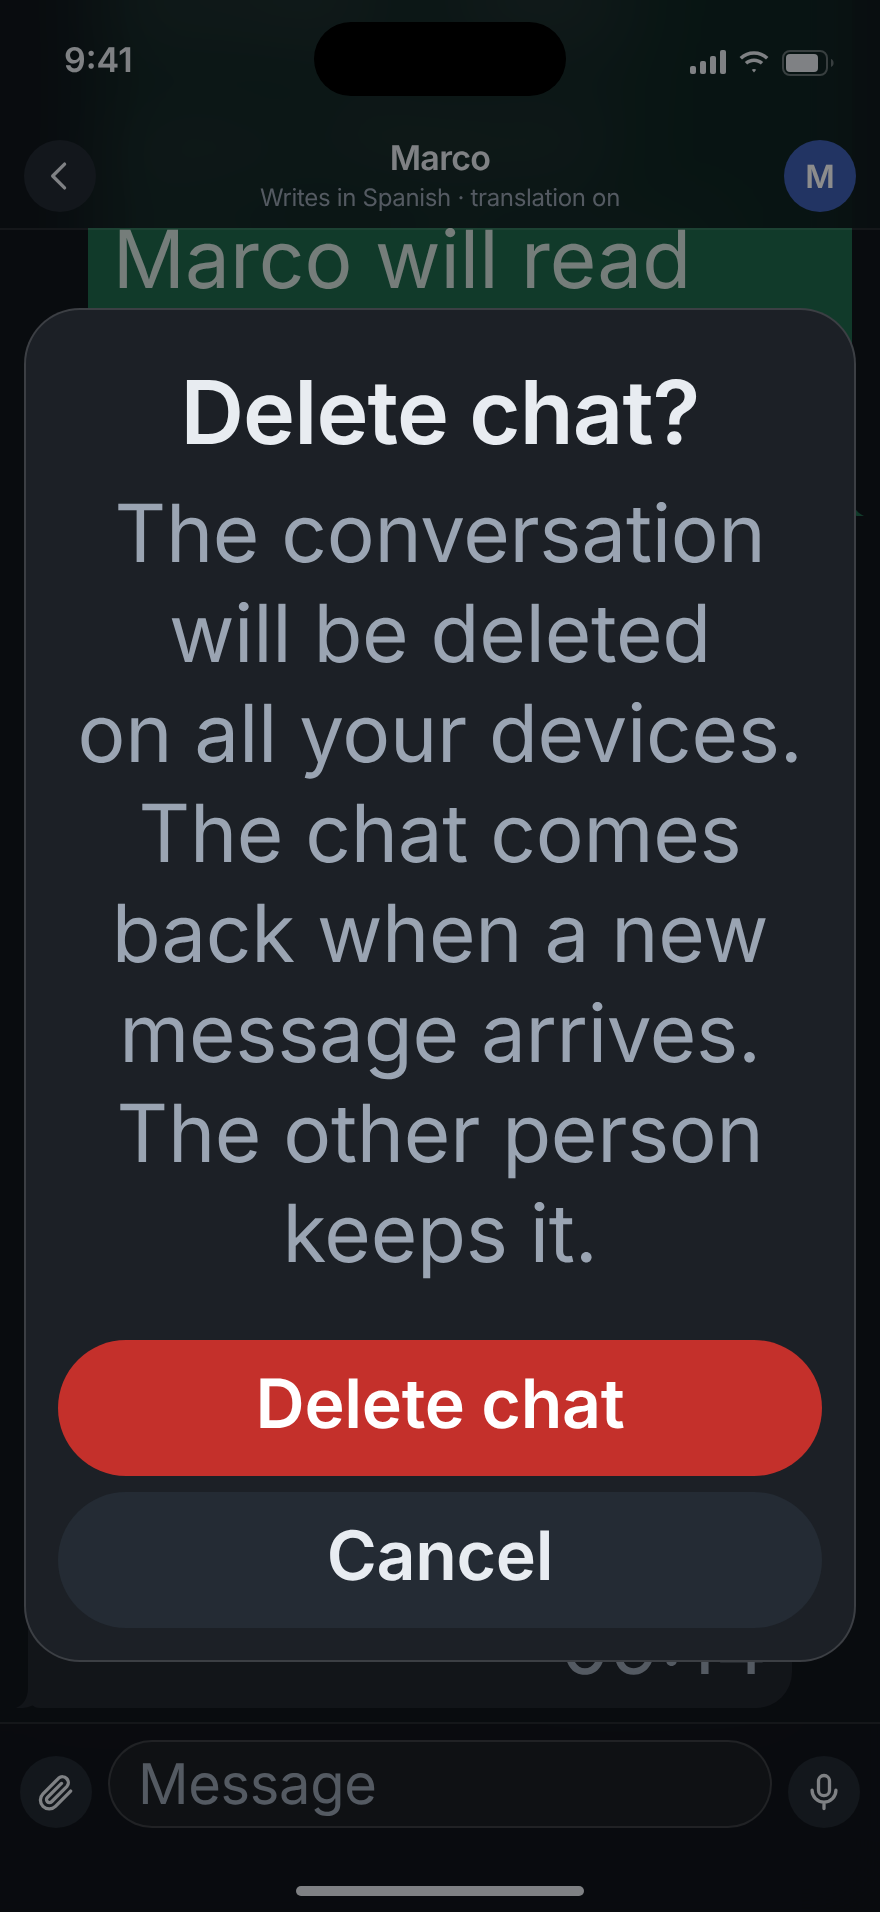 9:41
Marco
Writes in Spanish · translation on
M
Marco will read
Delete chat?
The conversation
will be deleted
on all your devices.
The chat comes
back when a new
message arrives.
The other person
keeps it.
Delete chat
Cancel
Message